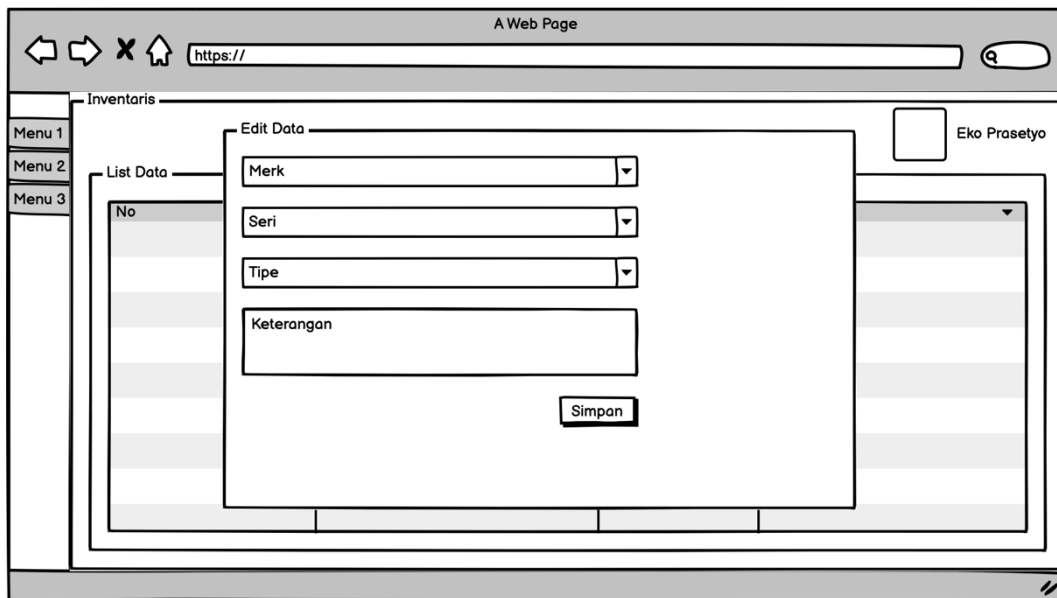 A Web Page
https://
Inventaris
Menu 1
Menu 2
Menu 3
Eko Prasetyo
List Data
No
Edit Data
Merk
Seri
Tipe
Keterangan
Simpan